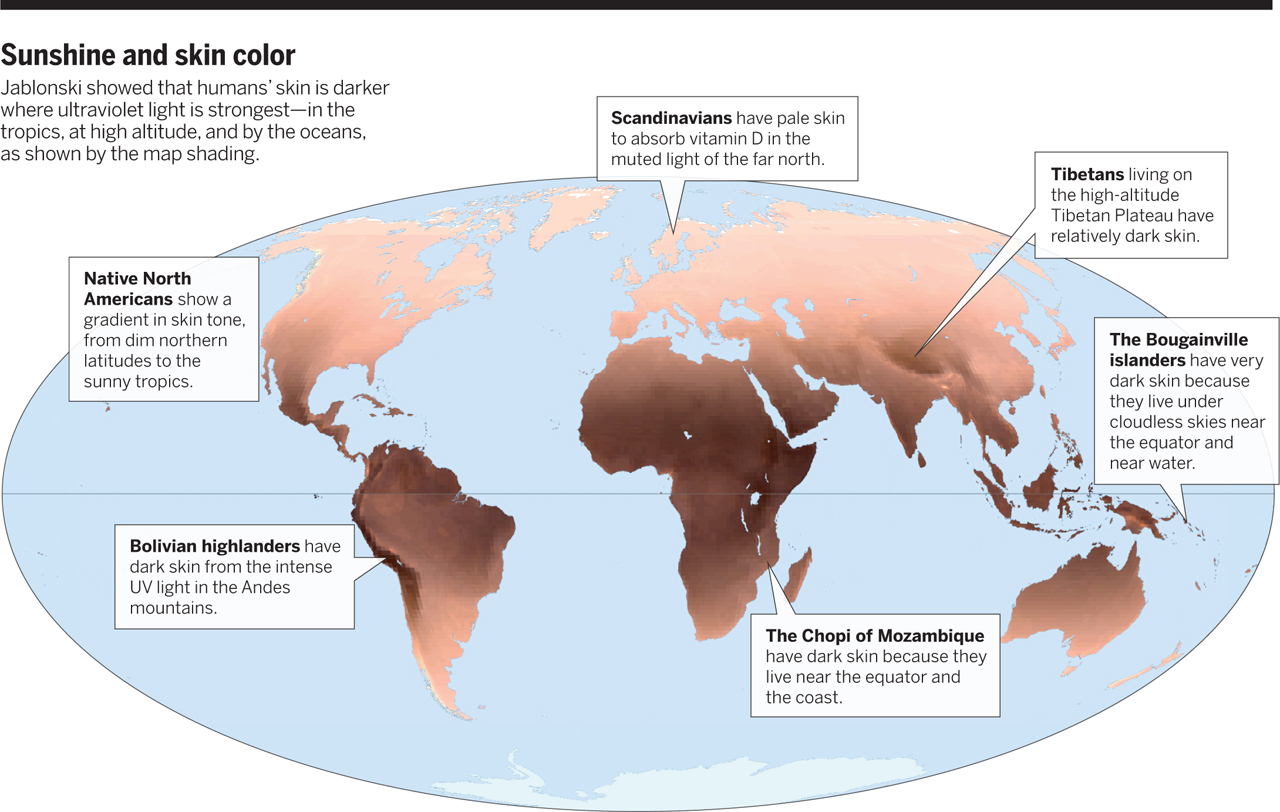 Sunshine and skin color
Jablonski showed that humans’ skin is darker
where ultraviolet light is strongest—in the
tropics, at high altitude, and by the oceans,
as shown by the map shading.
Scandinavians have pale skin
to absorb vitamin D in the
muted light of the far north.
Tibetans living on
the high-altitude
Tibetan Plateau have
relatively dark skin.
Native North
Americans show a
gradient in skin tone,
from dim northern
latitudes to the
sunny tropics.
The Bougainville
islanders have very
dark skin because
they live under
cloudless skies near
the equator and
near water.
Bolivian highlanders have
dark skin from the intense
UV light in the Andes
mountains.
The Chopi of Mozambique
have dark skin because they
live near the equator and
the coast.